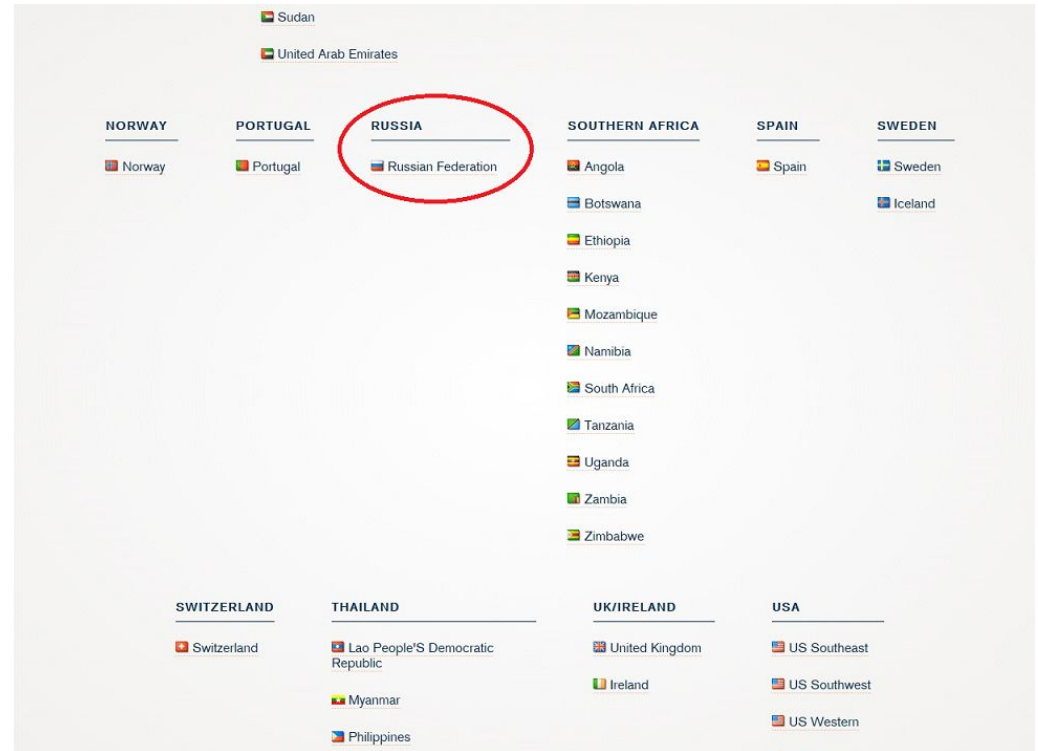 Sudan
United Arab Emirates
NORWAY
Norway
PORTUGAL
Portugal
RUSSIA
Russian Federation
SOUTHERN AFRICA
Angola
Botswana
Ethiopia
Kenya
Mozambique
Namibia
South Africa
Tanzania
Uganda
Zambia
Zimbabwe
SPAIN
Spain
SWEDEN
Sweden
Iceland
SWITZERLAND
Switzerland
THAILAND
Lao People'S Democratic
Republic
Myanmar
Philippines
UK/IRELAND
United Kingdom
Ireland
USA
US Southeast
US Southwest
US Western